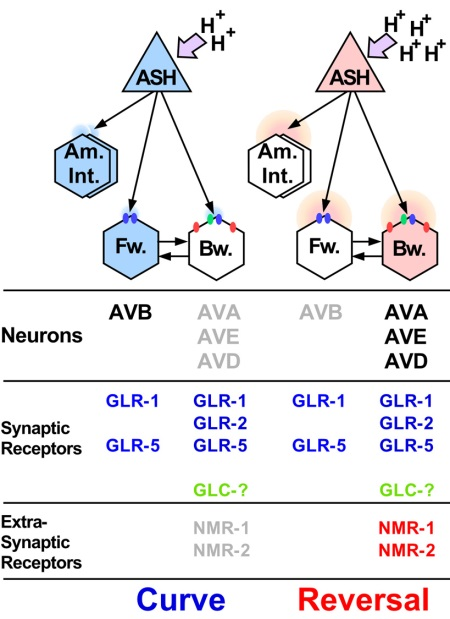 H+ H+
H+ H+ H+ H+
ASH ASH
Am. Int. Am. Int.
Fw. Bw. Fw. Bw.
Neurons
AVB AVA AVB AVA
AVE AVE
AVD AVD
Synaptic Receptors
GLR-1 GLR-1 GLR-1 GLR-1
GLR-2 GLR-2
GLR-5 GLR-5 GLR-5 GLR-5
GLC-? GLC-?
Extra-
Synaptic
Receptors
NMR-1 NMR-1
NMR-2 NMR-2
Curve Reversal